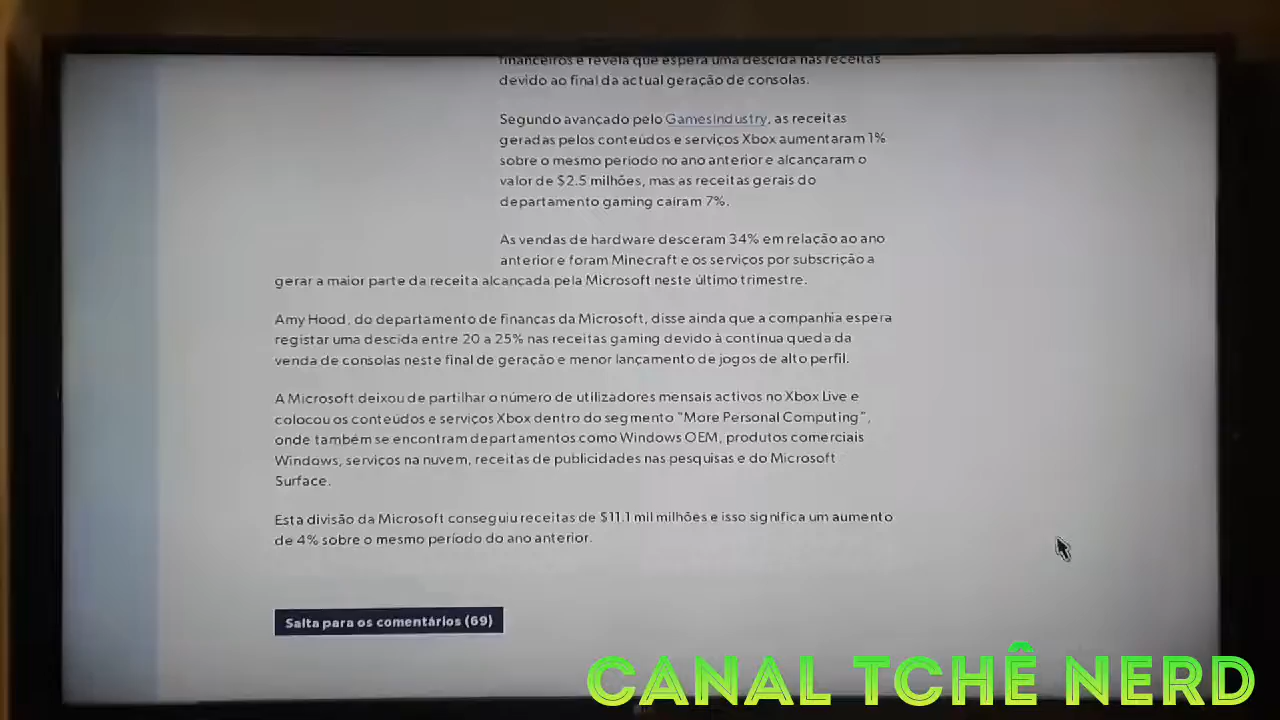 financeiros e revela que espera uma descida nas receitas
devido ao final da actual geração de consolas.
Segundo avançado pelo GamesIndustry, as receitas
geradas pelos conteúdos e serviços Xbox aumentaram 1%
sobre o mesmo período no ano anterior e alcançaram o
valor de $2.5 milhões, mas as receitas gerais do
departamento gaming caíram 7%.
As vendas de hardware desceram 34% em relação ao ano
anterior e foram Minecraft e os serviços por subscrição a
gerar a maior parte da receita alcançada pela Microsoft neste último trimestre.
Amy Hood, do departamento de finanças da Microsoft, disse ainda que a companhia espera
registar uma descida entre 20 a 25% nas receitas gaming devido à contínua queda da
venda de consolas neste final de geração e menor lançamento de jogos de alto perfil.
A Microsoft deixou de partilhar o número de utilizadores mensais activos no Xbox Live e
colocou os conteúdos e serviços Xbox dentro do segmento "More Personal Computing",
onde também se encontram departamentos como Windows OEM, produtos comerciais
Windows, serviços na nuvem, receitas de publicidades nas pesquisas e do Microsoft
Surface.
Esta divisão da Microsoft conseguiu receitas de $11.1 mil milhões e isso significa um aumento
de 4% sobre o mesmo período do ano anterior.
Salta para os comentários (69)
CANAL TCHÊ NERD